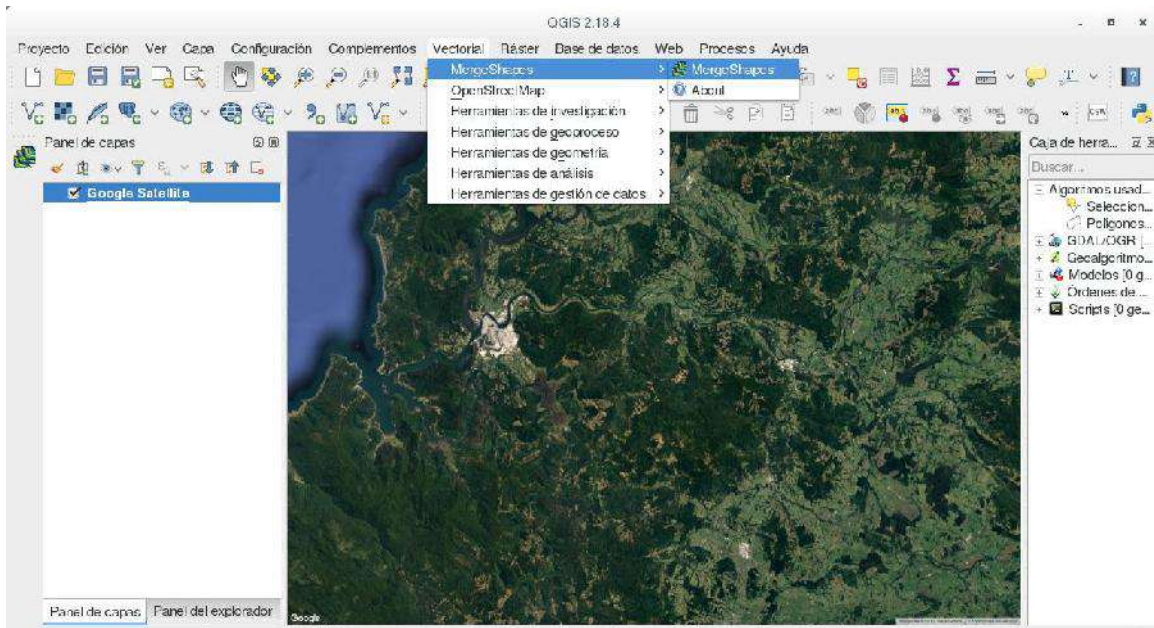 QGIS 2.18.4
Proyecto Edición Ver Capa Configuración Complementos Vectorial Ráster Base de datos Web Procesos Ayuda
MergeShapes
MergeShapes
OpenStreetMap
About
Herramientas de investigación
Herramientas de geoproceso
Herramientas de geometría
Herramientas de análisis
Herramientas de gestión de datos
Panel de capas
Caja de herra...
Buscar...
Google Satellite
Algoritmos usad...
Seleccion...
Polígonos...
GDAL/OGR [...
Geoalgoritmo...
Modelos [0 g...
Órdenes de ...
Scripts [0 ge...
Panel de capas Panel del explorador
Google